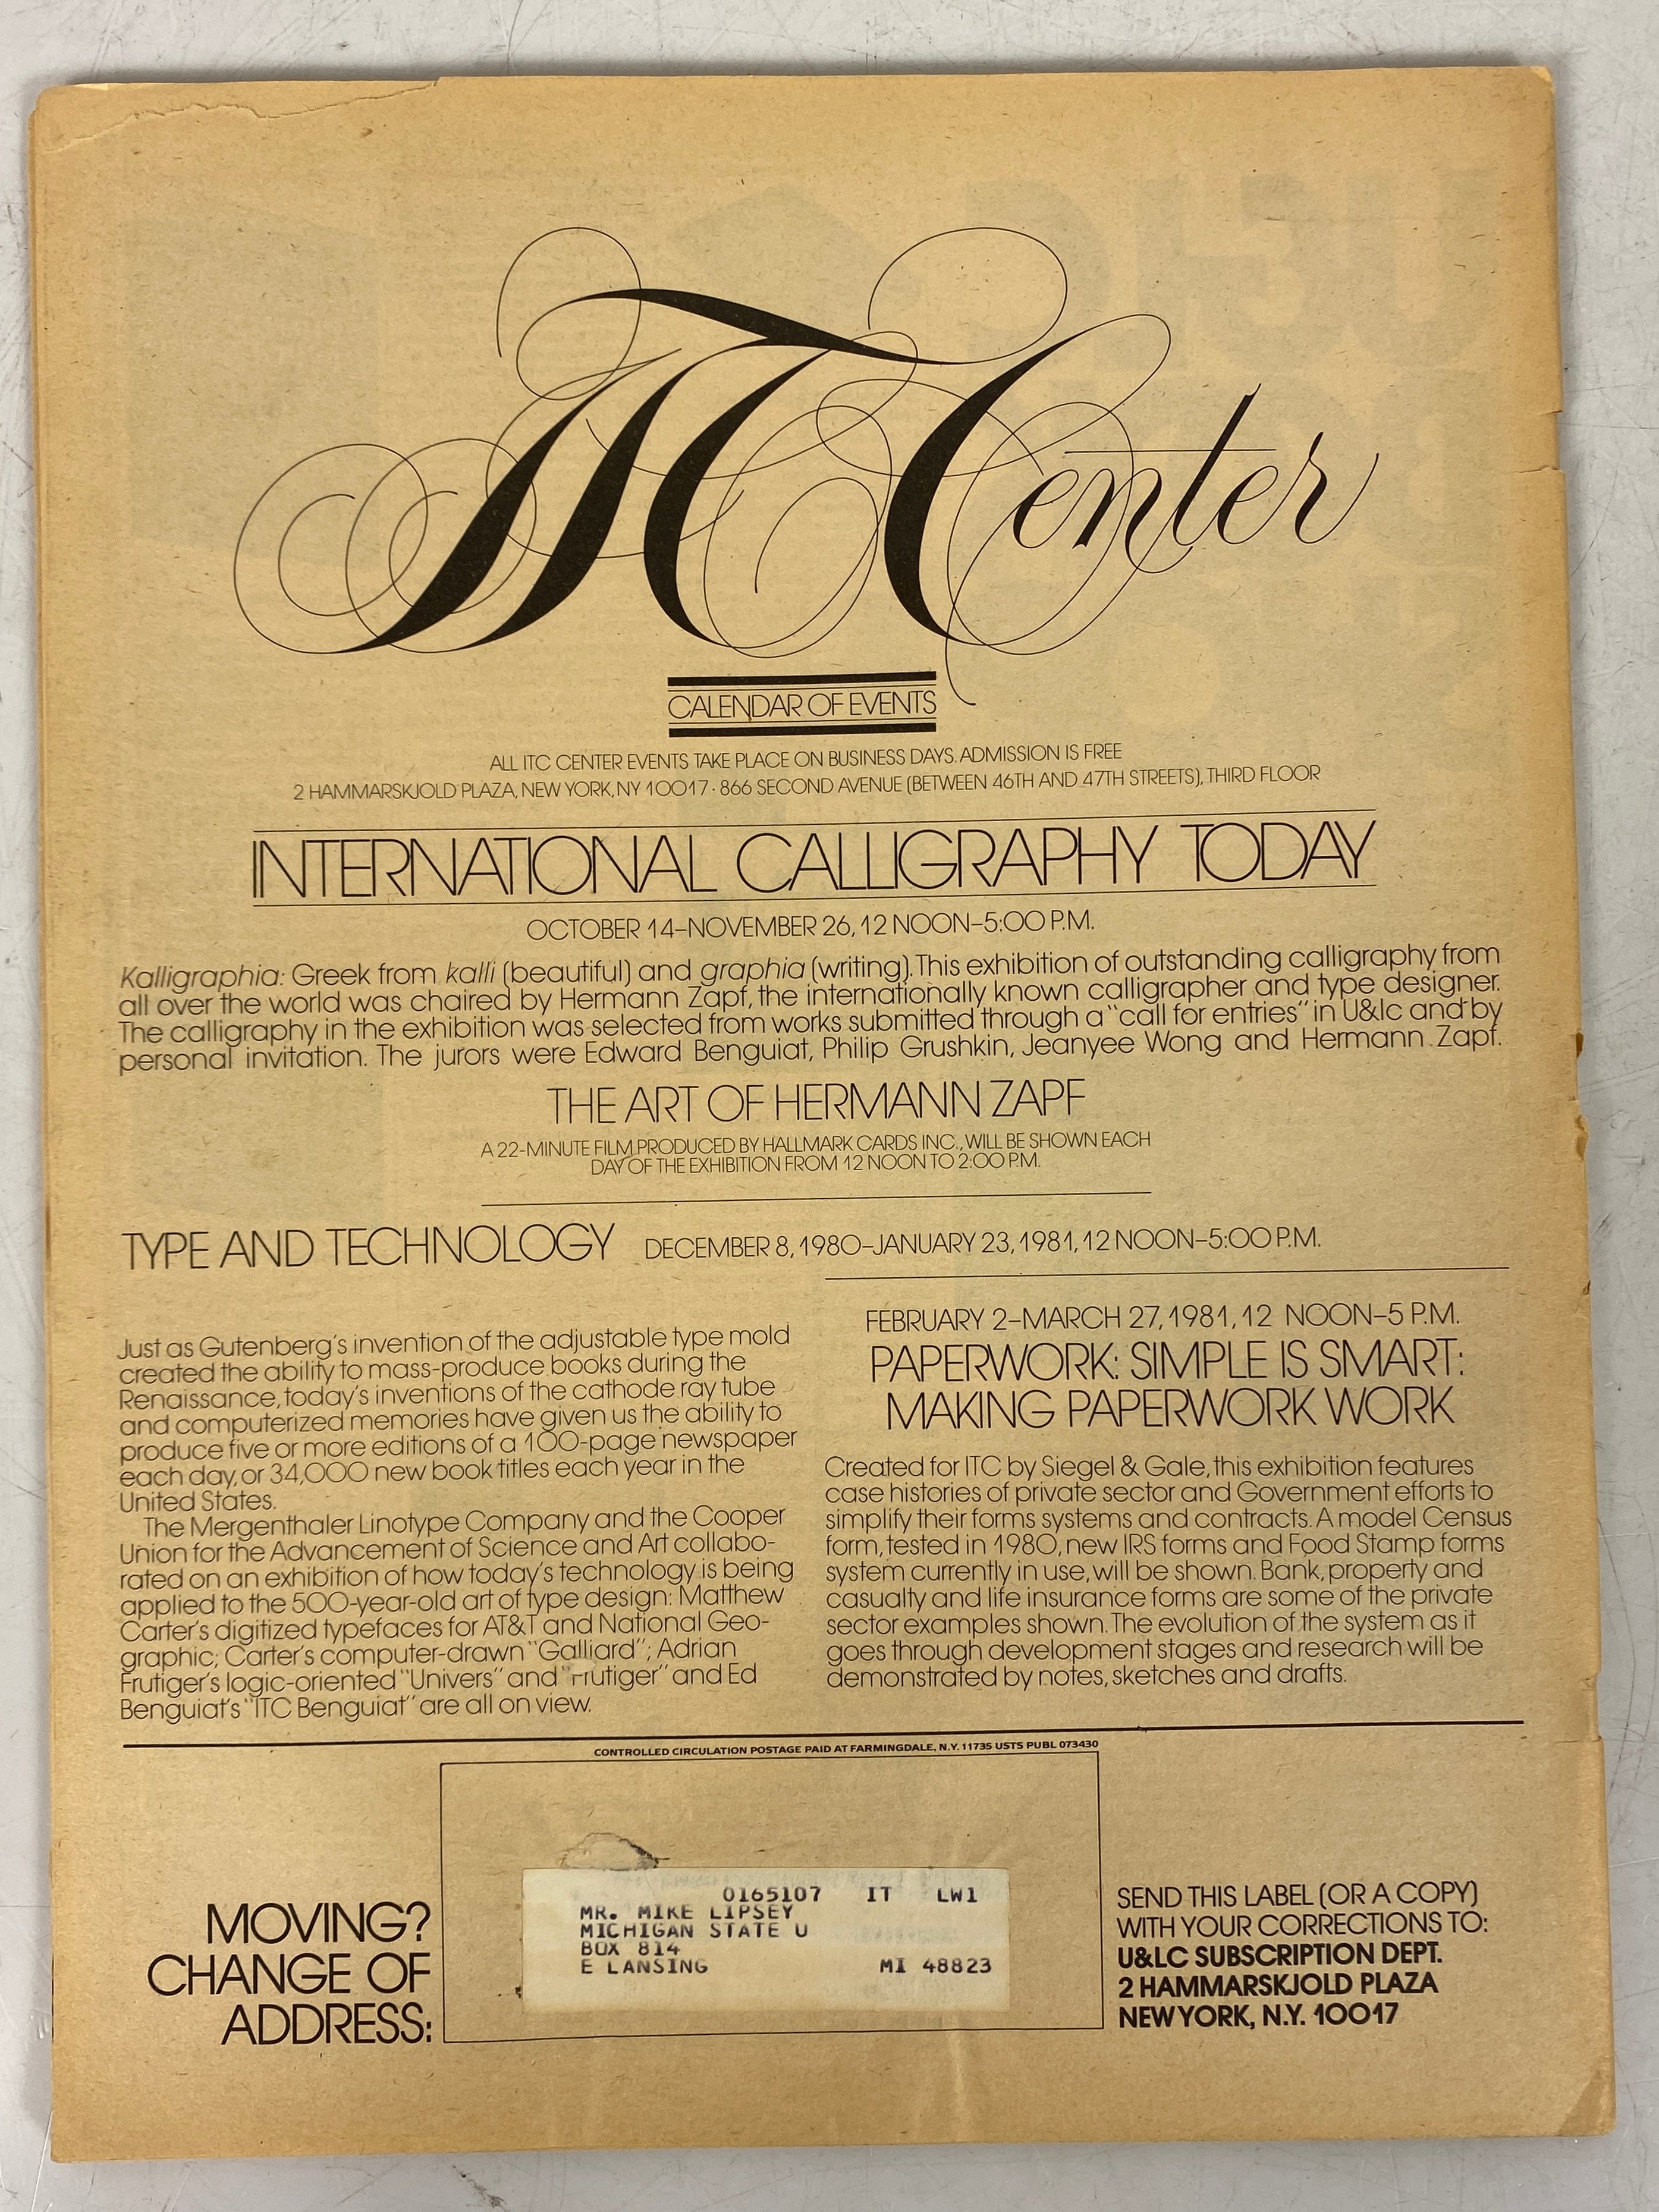 ITC Center
CALENDAR OF EVENTS
ALL ITC CENTER EVENTS TAKE PLACE ON BUSINESS DAYS. ADMISSION IS FREE
2 HAMMARSKJOLD PLAZA, NEW YORK, NY 10017 · 866 SECOND AVENUE (BETWEEN 46TH AND 47TH STREETS), THIRD FLOOR
INTERNATIONAL CALLIGRAPHY TODAY
OCTOBER 14–NOVEMBER 26, 12 NOON–5:00 P.M.
Kalligraphia: Greek from kalli (beautiful) and graphia (writing). This exhibition of outstanding calligraphy from
all over the world was chaired by Hermann Zapf, the internationally known calligrapher and type designer.
The calligraphy in the exhibition was selected from works submitted through a "call for entries" in U&lc and by
personal invitation. The jurors were Edward Benguiat, Philip Grushkin, Jeanyee Wong and Hermann Zapf.
THE ART OF HERMANN ZAPF
A 22-MINUTE FILM PRODUCED BY HALLMARK CARDS INC., WILL BE SHOWN EACH
DAY OF THE EXHIBITION FROM 12 NOON TO 2:00 P.M.
TYPE AND TECHNOLOGY DECEMBER 8, 1980–JANUARY 23, 1981, 12 NOON–5:00 P.M.
Just as Gutenberg's invention of the adjustable type mold
created the ability to mass-produce books during the
Renaissance, today's inventions of the cathode ray tube
and computerized memories have given us the ability to
produce five or more editions of a 100-page newspaper
each day, or 34,000 new book titles each year in the
United States.
The Mergenthaler Linotype Company and the Cooper
Union for the Advancement of Science and Art collabo-
rated on an exhibition of how today's technology is being
applied to the 500-year-old art of type design: Matthew
Carter's digitized typefaces for AT&T and National Geo-
graphic; Carter's computer-drawn "Galliard"; Adrian
Frutiger's logic-oriented "Univers" and "Frutiger" and Ed
Benguiat's "ITC Benguiat" are all on view.
FEBRUARY 2–MARCH 27, 1981, 12 NOON–5 P.M.
PAPERWORK: SIMPLE IS SMART:
MAKING PAPERWORK WORK
Created for ITC by Siegel & Gale, this exhibition features
case histories of private sector and Government efforts to
simplify their forms systems and contracts. A model Census
form, tested in 1980, new IRS forms and Food Stamp forms
system currently in use, will be shown. Bank, property and
casualty and life insurance forms are some of the private
sector examples shown. The evolution of the system as it
goes through development stages and research will be
demonstrated by notes, sketches and drafts.
CONTROLLED CIRCULATION POSTAGE PAID AT FARMINGDALE, N.Y. 11735 USTS PUBL 073430
MOVING?
CHANGE OF
ADDRESS:
0165107 IT LW1
MR. MIKE LIPSEY
MICHIGAN STATE U
BOX 814
E LANSING MI 48823
SEND THIS LABEL (OR A COPY)
WITH YOUR CORRECTIONS TO:
U&LC SUBSCRIPTION DEPT.
2 HAMMARSKJOLD PLAZA
NEW YORK, N.Y. 10017